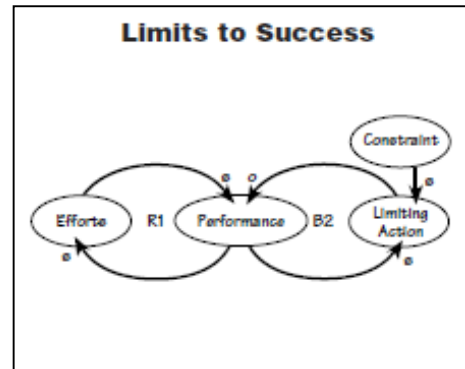 Limits to Success
Constraint
s
s o
Efforts R1 Performance B2 Limiting
Action
s s